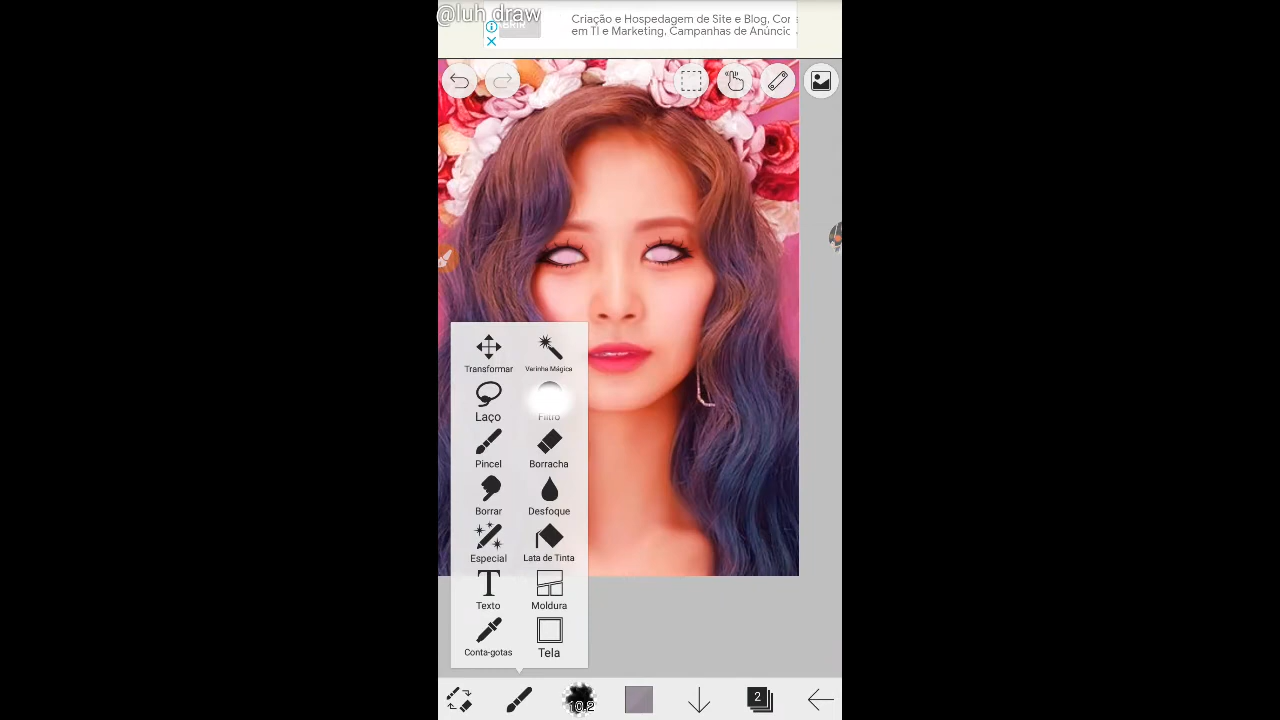 @luh draw
Criação e Hospedagem de Site e Blog, Con
em TI e Marketing. Campanhas de Anúncio
Transformar
Varinha Mágica
Laço
Filtro
Pincel
Borracha
Borrar
Desfoque
Especial
Lata de Tinta
Texto
Moldura
Conta-gotas
Tela
10.2
2